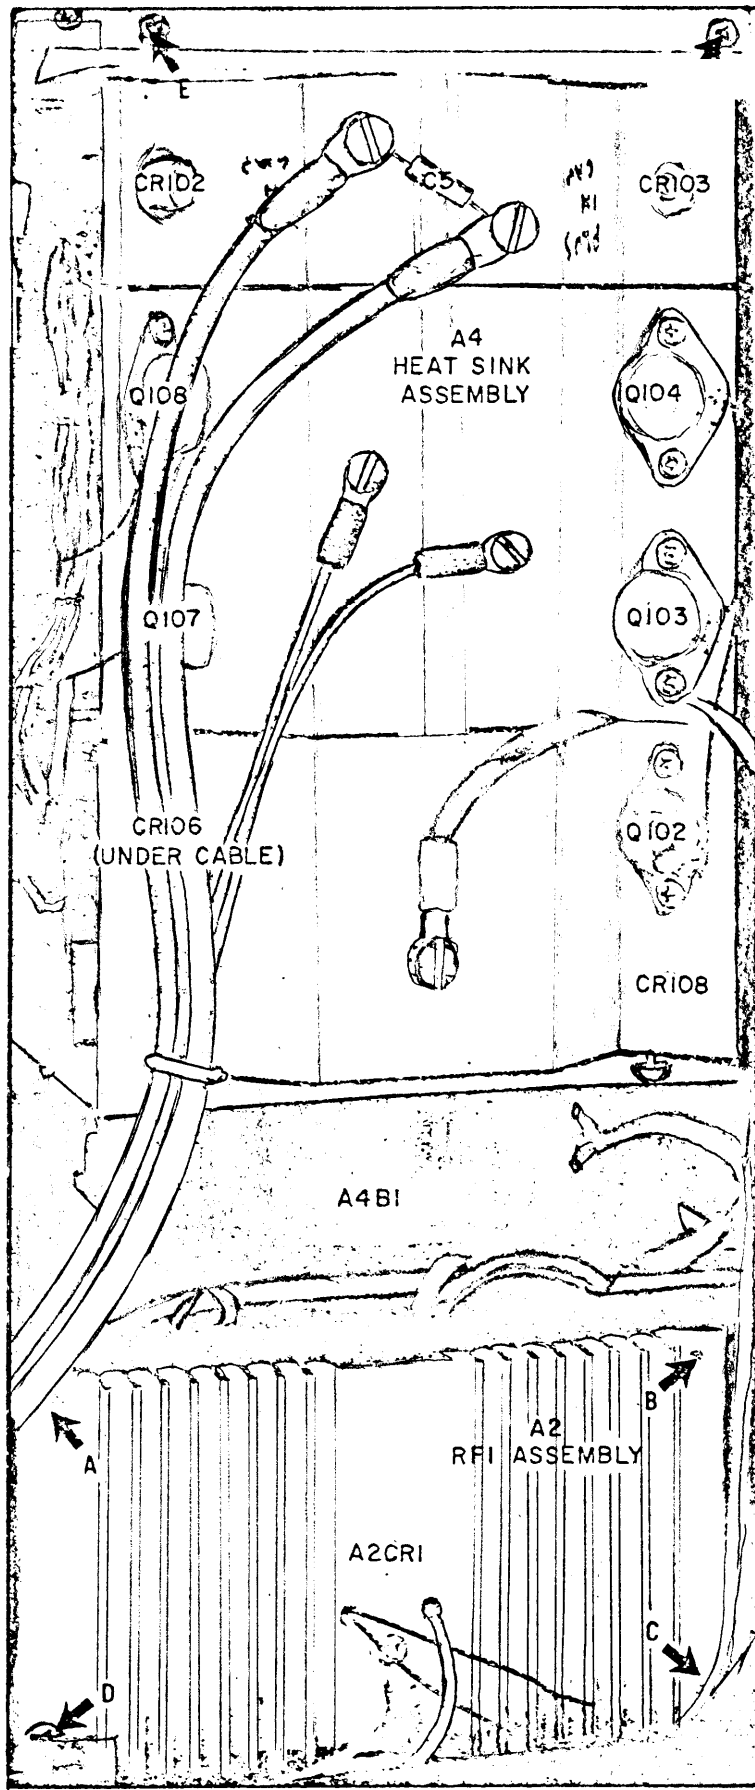 E
CR102
C5
CR103
A4
HEAT SINK
ASSEMBLY
Q108
Q104
Q107
Q103
CR106
(UNDER CABLE)
Q102
CR108
A4B1
B
A2
RFI ASSEMBLY
A
A2CR1
C
D